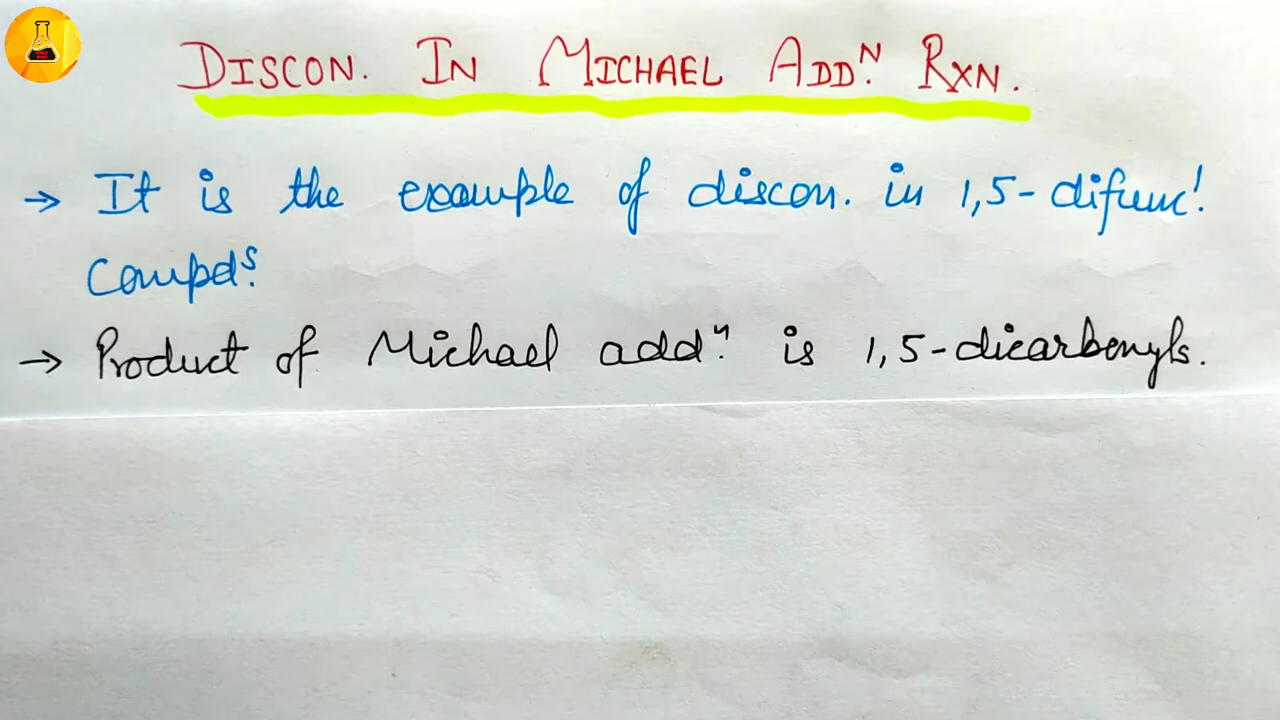 DISCON. IN MICHAEL ADDᴺ. RXN.
→ It is the example of discon. in 1,5-difunc!
Compdˢ.
→ Product of Michael addⁿ. is 1,5-dicarbonyls.